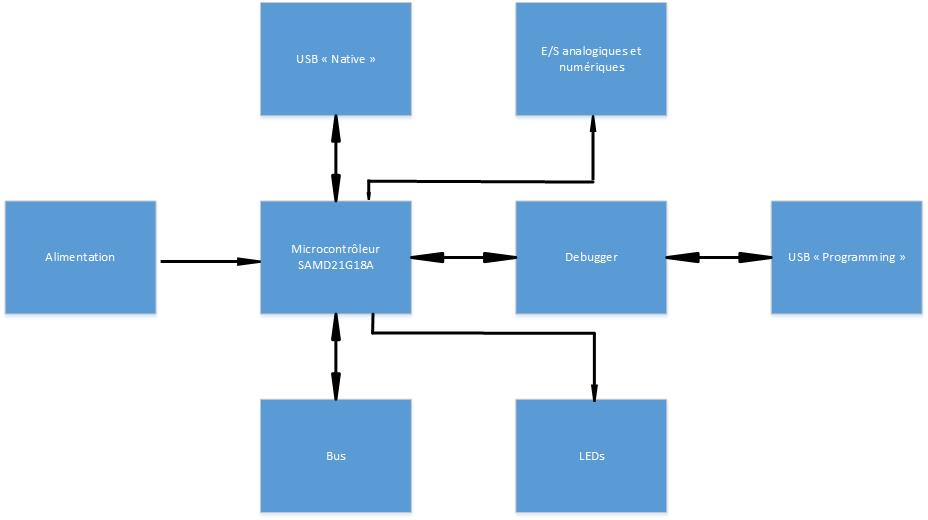 USB « Native »
E/S analogiques et
numériques
Alimentation
Microcontrôleur
SAMD21G18A
Debugger
USB « Programming »
Bus
LEDs